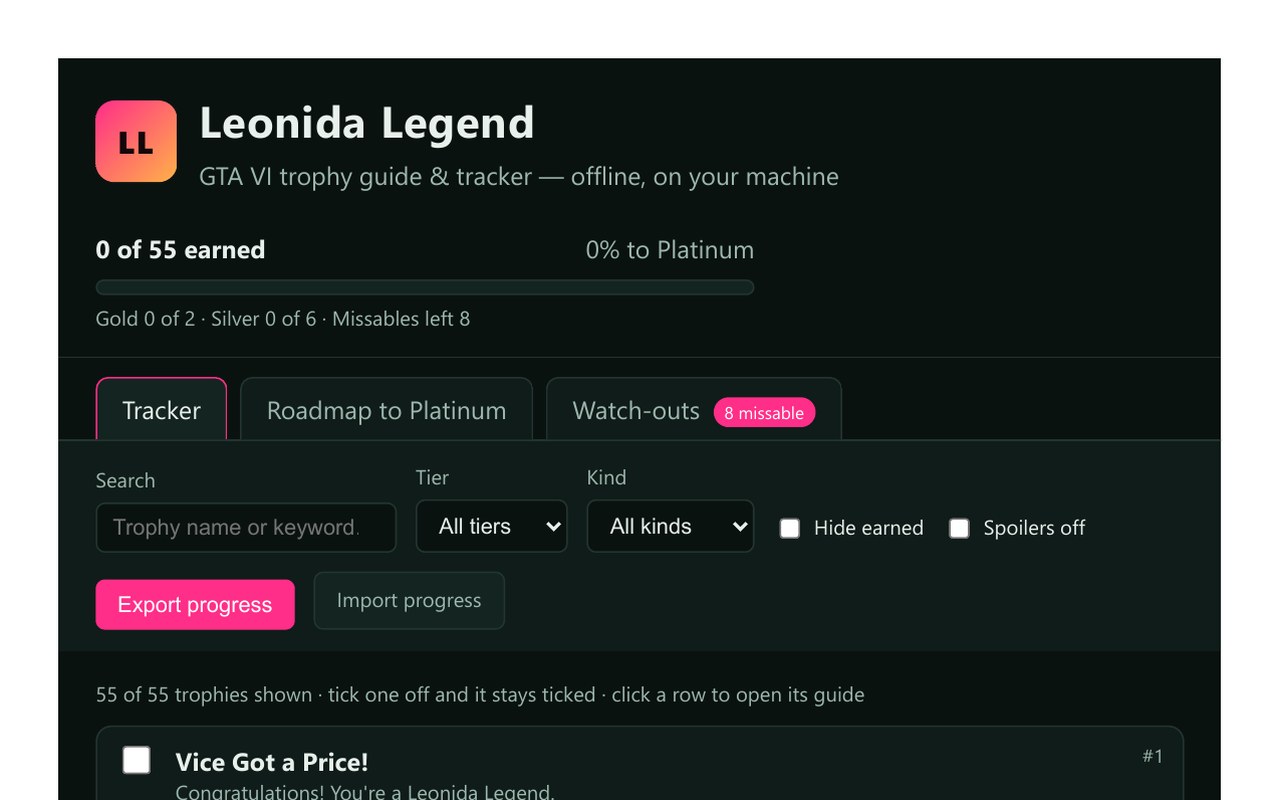 LL
Leonida Legend
GTA VI trophy guide & tracker — offline, on your machine
0 of 55 earned
0% to Platinum
Gold 0 of 2 · Silver 0 of 6 · Missables left 8
Tracker
Roadmap to Platinum
Watch-outs 8 missable
Search
Tier
Kind
Trophy name or keyword.
All tiers
All kinds
Hide earned
Spoilers off
Export progress
Import progress
55 of 55 trophies shown · tick one off and it stays ticked · click a row to open its guide
Vice Got a Price!
#1
Congratulations! You're a Leonida Legend.